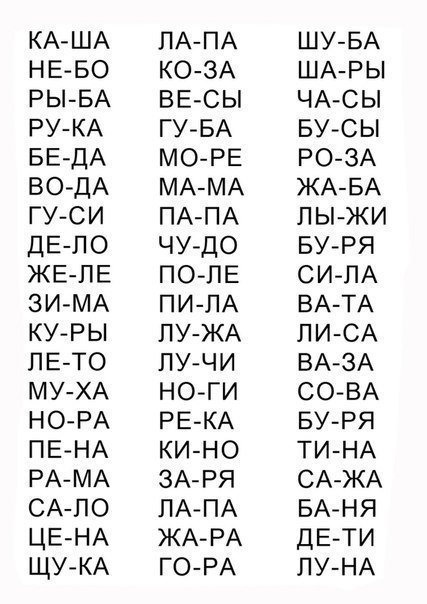 КА-ША ЛА-ПА ШУ-БА
НЕ-БО КО-ЗА ША-РЫ
РЫ-БА ВЕ-СЫ ЧА-СЫ
РУ-КА ГУ-БА БУ-СЫ
БЕ-ДА МО-РЕ РО-ЗА
ВО-ДА МА-МА ЖА-БА
ГУ-СИ ПА-ПА ЛЫ-ЖИ
ДЕ-ЛО ЧУ-ДО БУ-РЯ
ЖЕ-ЛЕ ПО-ЛЕ СИ-ЛА
ЗИ-МА ПИ-ЛА ВА-ТА
КУ-РЫ ЛУ-ЖА ЛИ-СА
ЛЕ-ТО ЛУ-ЧИ ВА-ЗА
МУ-ХА НО-ГИ СО-ВА
НО-РА РЕ-КА БУ-РЯ
ПЕ-НА КИ-НО ТИ-НА
РА-МА ЗА-РЯ СА-ЖА
СА-ЛО ЛА-ПА БА-НЯ
ЦЕ-НА ЖА-РА ДЕ-ТИ
ЩУ-КА ГО-РА ЛУ-НА